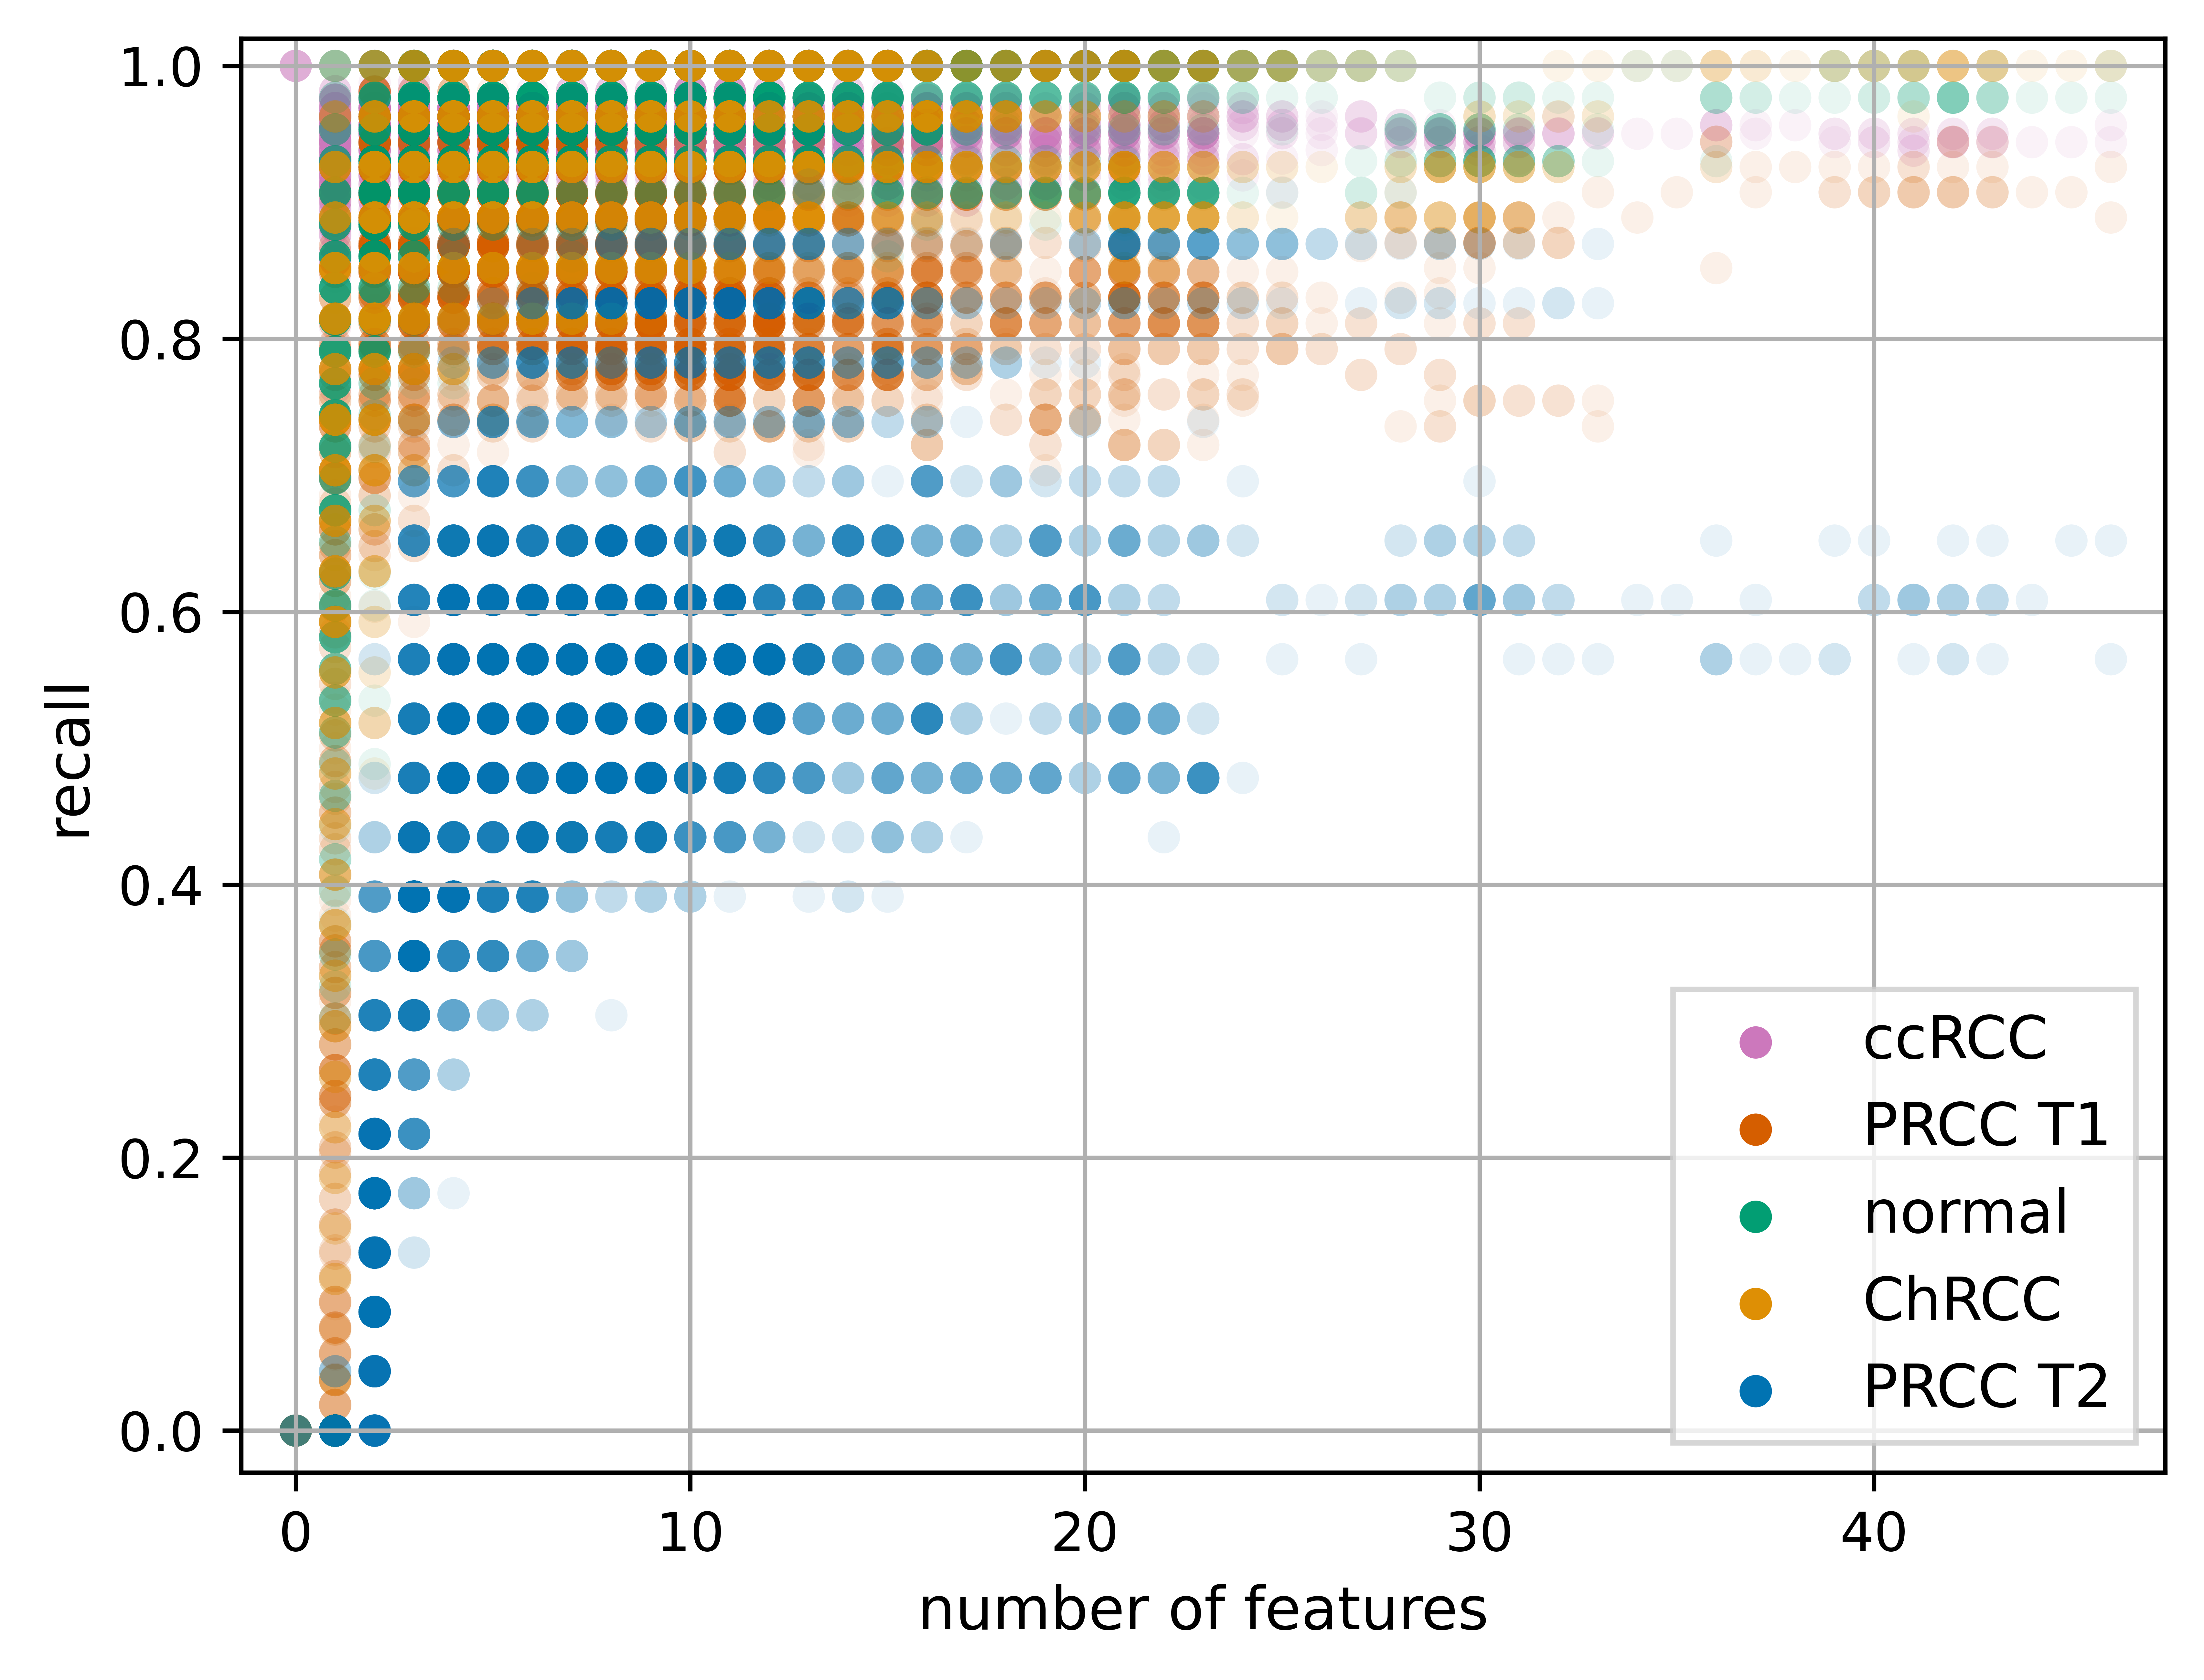 1.0
0.8
0.6
0.4
0.2
0.0
recall
0 10 20 30 40
number of features
ccRCC
PRCC T1
normal
ChRCC
PRCC T2